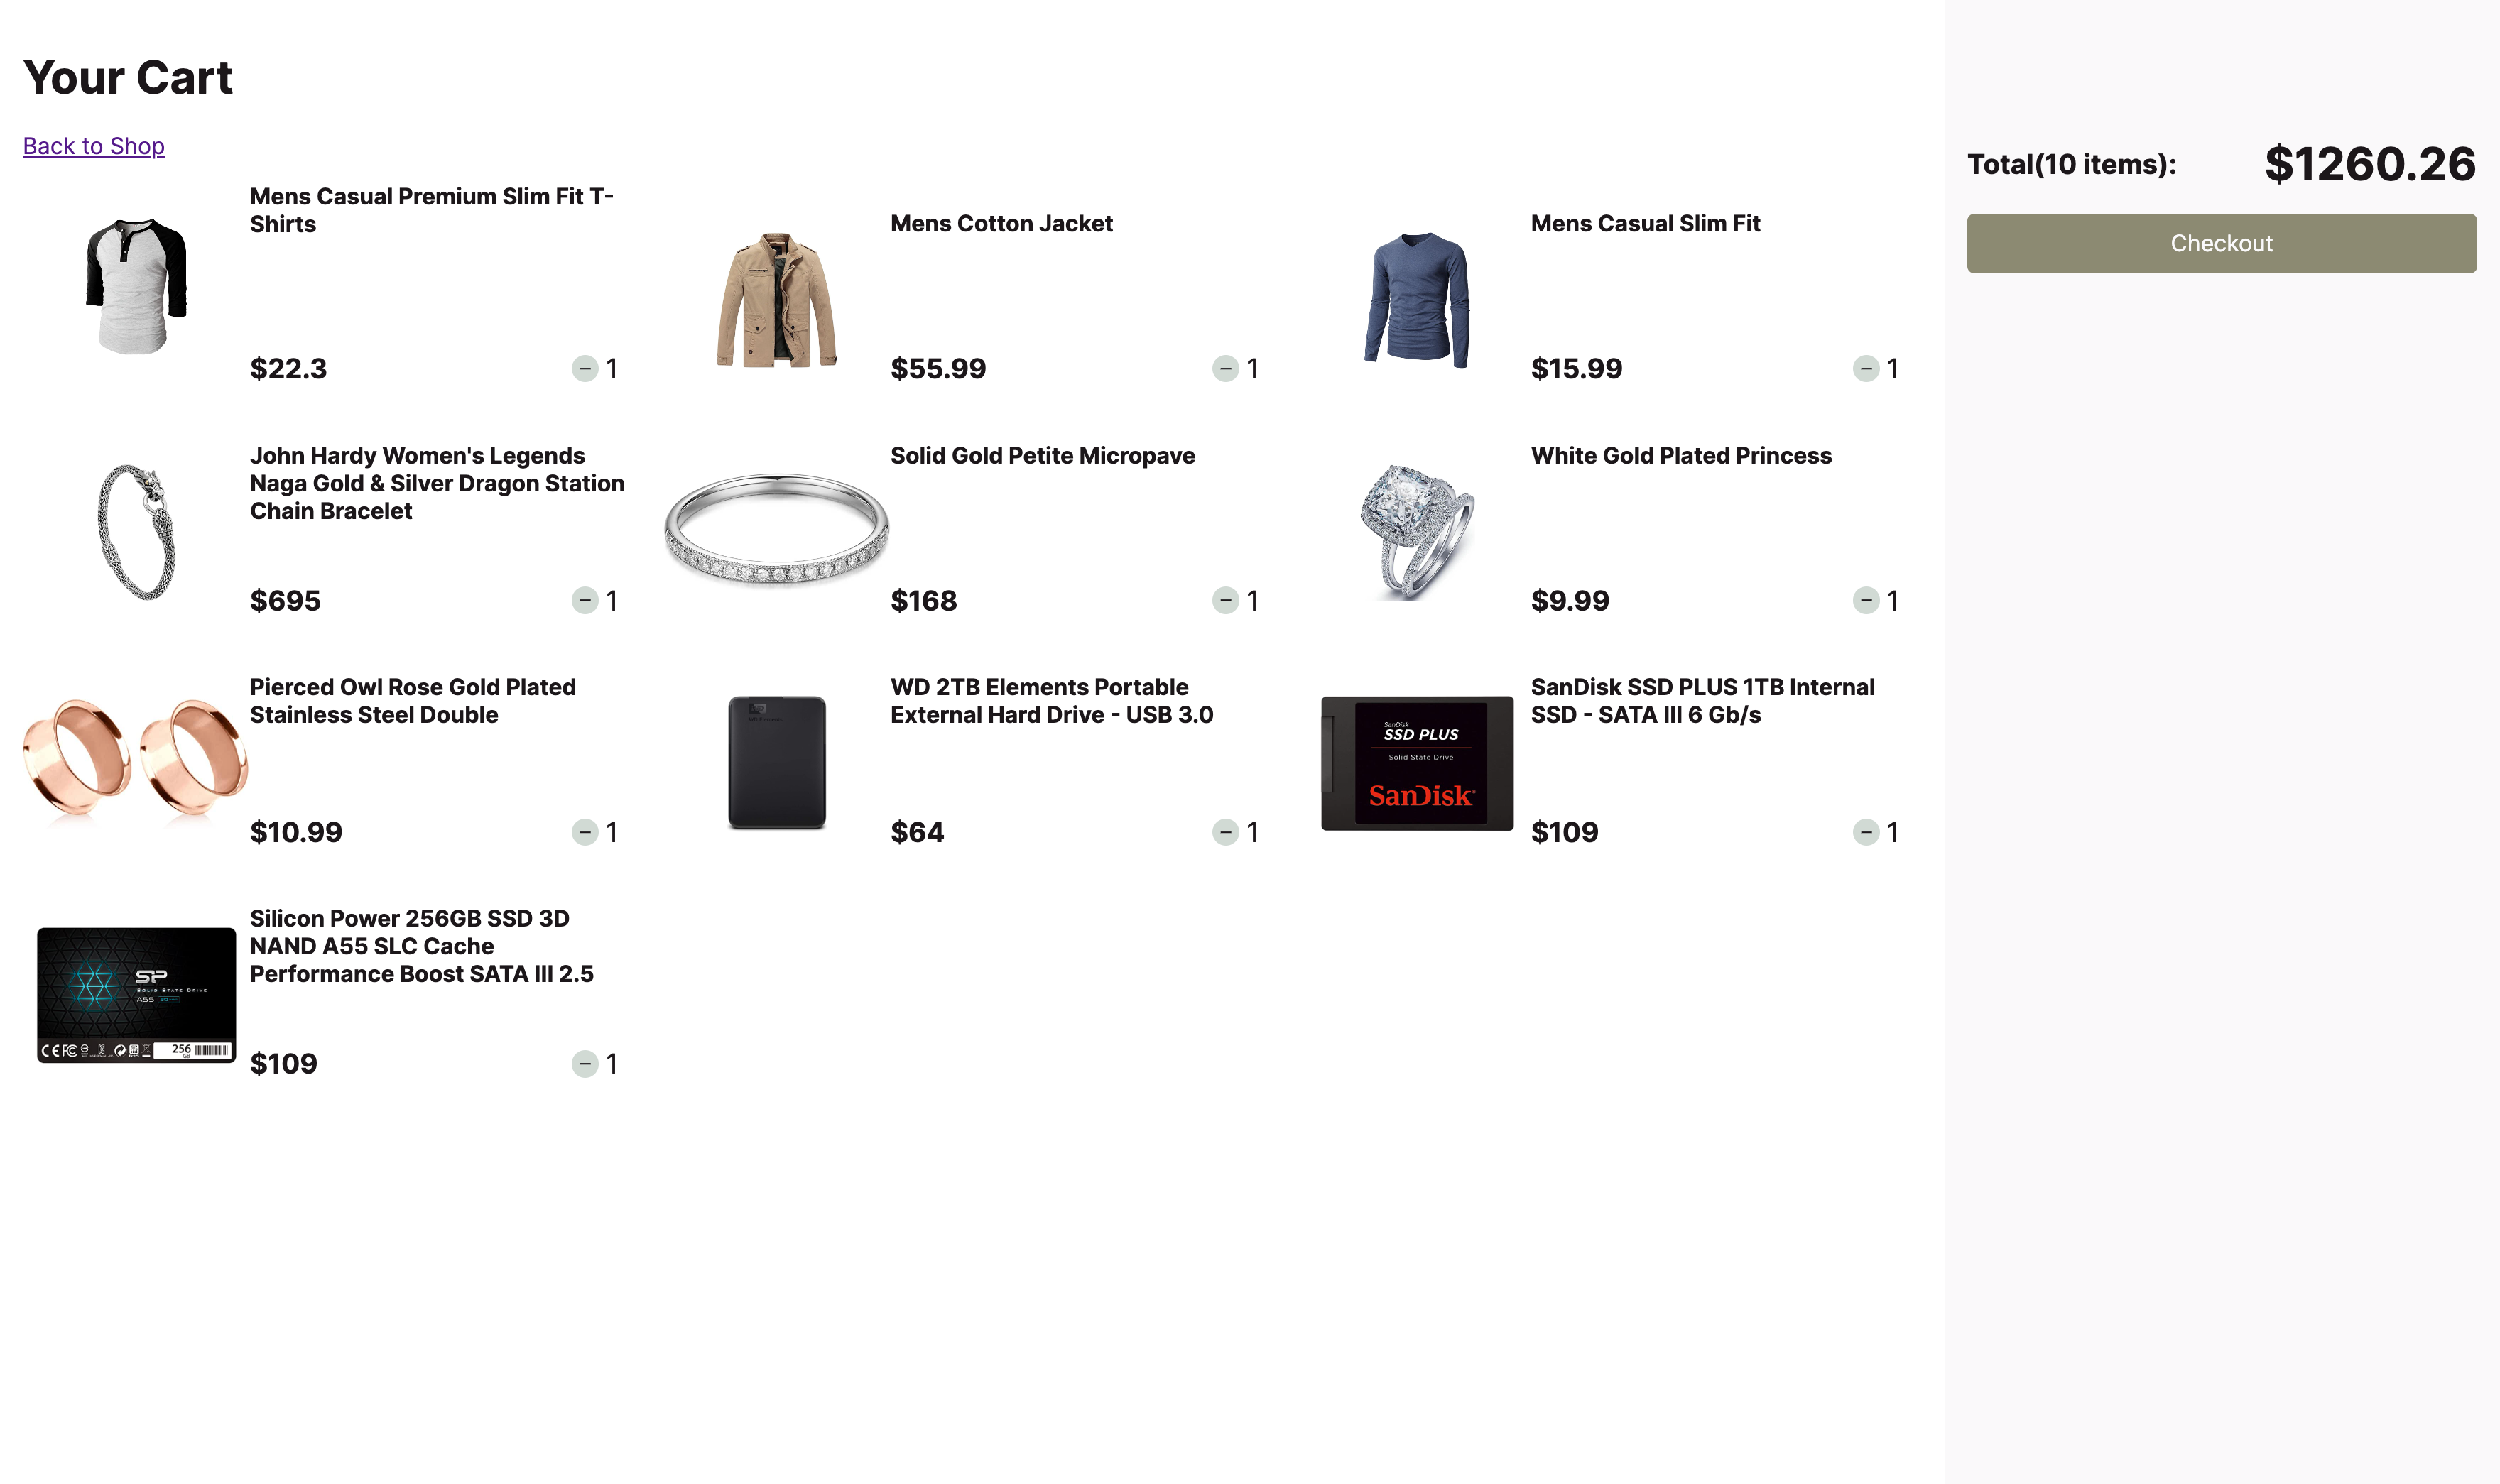 Your Cart
Back to Shop
Total(10 items): $1260.26
Checkout
Mens Casual Premium Slim Fit T-
Shirts
$22.3 − 1
Mens Cotton Jacket
$55.99 − 1
Mens Casual Slim Fit
$15.99 − 1
John Hardy Women's Legends
Naga Gold & Silver Dragon Station
Chain Bracelet
$695 − 1
Solid Gold Petite Micropave
$168 − 1
White Gold Plated Princess
$9.99 − 1
Pierced Owl Rose Gold Plated
Stainless Steel Double
$10.99 − 1
WD 2TB Elements Portable
External Hard Drive - USB 3.0
$64 − 1
SanDisk
SSD PLUS
Solid State Drive
SanDisk
SanDisk SSD PLUS 1TB Internal
SSD - SATA III 6 Gb/s
$109 − 1
SP
SOLID STATE DRIVE
A55
256
GB
Silicon Power 256GB SSD 3D
NAND A55 SLC Cache
Performance Boost SATA III 2.5
$109 − 1